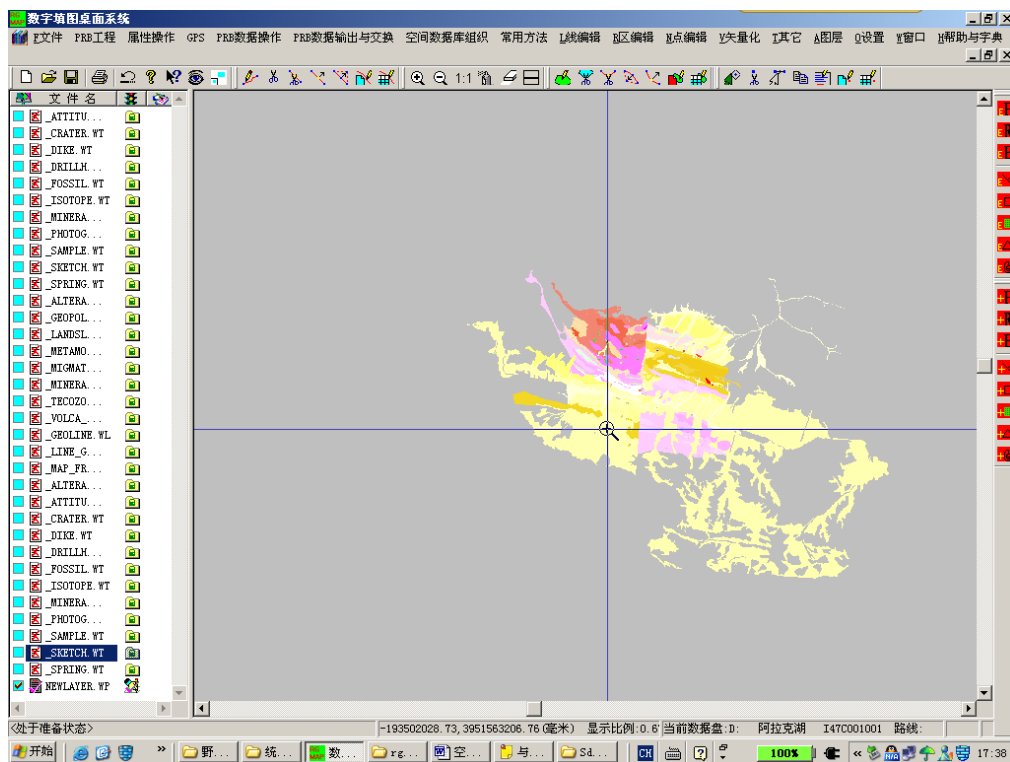 数字填图桌面系统
F文件 PRB工程 属性操作 GPS PRB数据操作 PRB数据输出与交换 空间数据库组织 常用方法 L线编辑 R区编辑 N点编辑 V矢量化 I其它 A图层 O设置 W窗口 H帮助与字典
1:1
文件名
_ATTITU...
_CRATER.WT
_DIKE.WT
_DRILLH...
_FOSSIL.WT
_ISOTOPE.WT
_MINERA...
_PHOTOG...
_SAMPLE.WT
_SKETCH.WT
_SPRING.WT
_ALTERA...
_GEOPOL...
_LANDSL...
_METAMO...
_MIGMAT...
_MINERA...
_TECOZO...
_VOLCA_...
_GEOLINE.WL
_LINE_G...
_MAP_FR...
_ALTERA...
_ATTITU...
_CRATER.WT
_DIKE.WT
_DRILLH...
_FOSSIL.WT
_ISOTOPE.WT
_MINERA...
_PHOTOG...
_SAMPLE.WT
_SKETCH.WT
_SPRING.WT
NEWLAYER.WP
<处于准备状态> -193502028.73,3951563206.76(毫米) 显示比例:0.6 当前数据盘:D: 阿拉克湖 I47C001001 路线:
开始 » 野... 统... 数... rg... 空... 与... Sd... CH 100% « 17:38